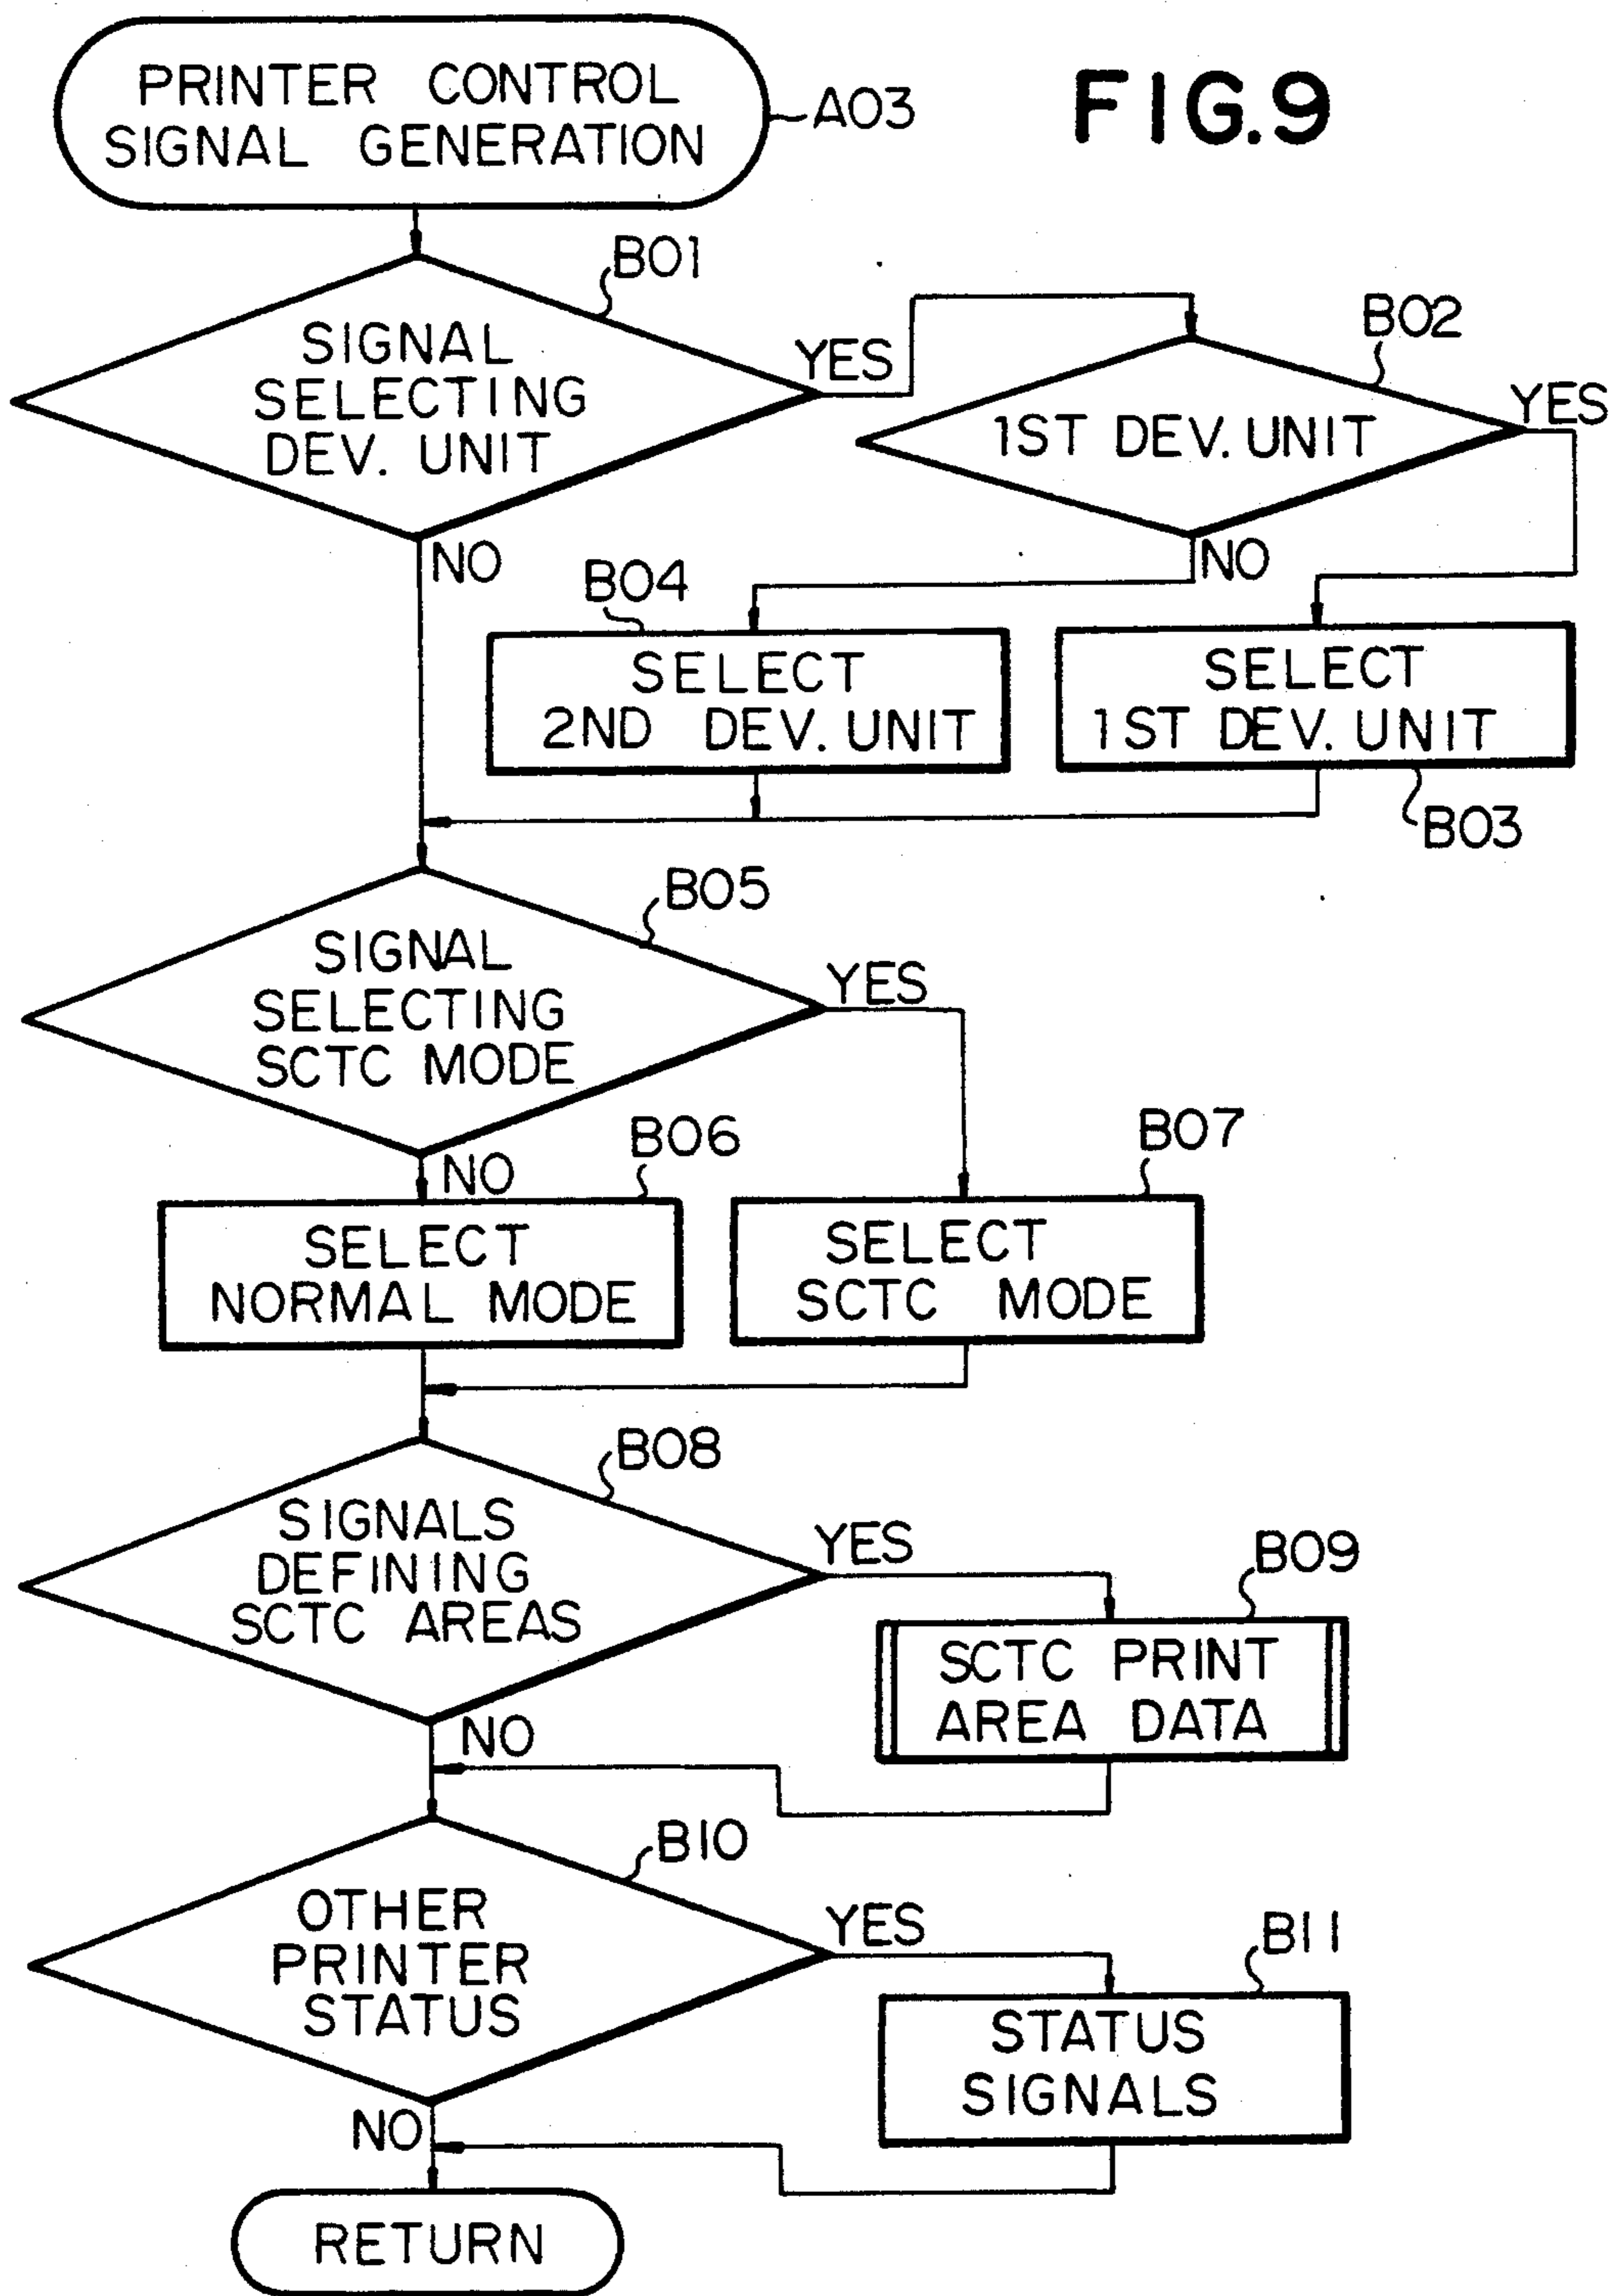 PRINTER CONTROL
SIGNAL GENERATION
A03
FIG.9
B01
SIGNAL
SELECTING
DEV. UNIT
YES
NO
B02
1ST DEV. UNIT
YES
NO
B04
SELECT
2ND DEV. UNIT
SELECT
1ST DEV. UNIT
B03
B05
SIGNAL
SELECTING
SCTC MODE
YES
NO
B06
SELECT
NORMAL MODE
B07
SELECT
SCTC MODE
B08
SIGNALS
DEFINING
SCTC AREAS
YES
NO
B09
SCTC PRINT
AREA DATA
B10
OTHER
PRINTER
STATUS
YES
NO
B11
STATUS
SIGNALS
RETURN